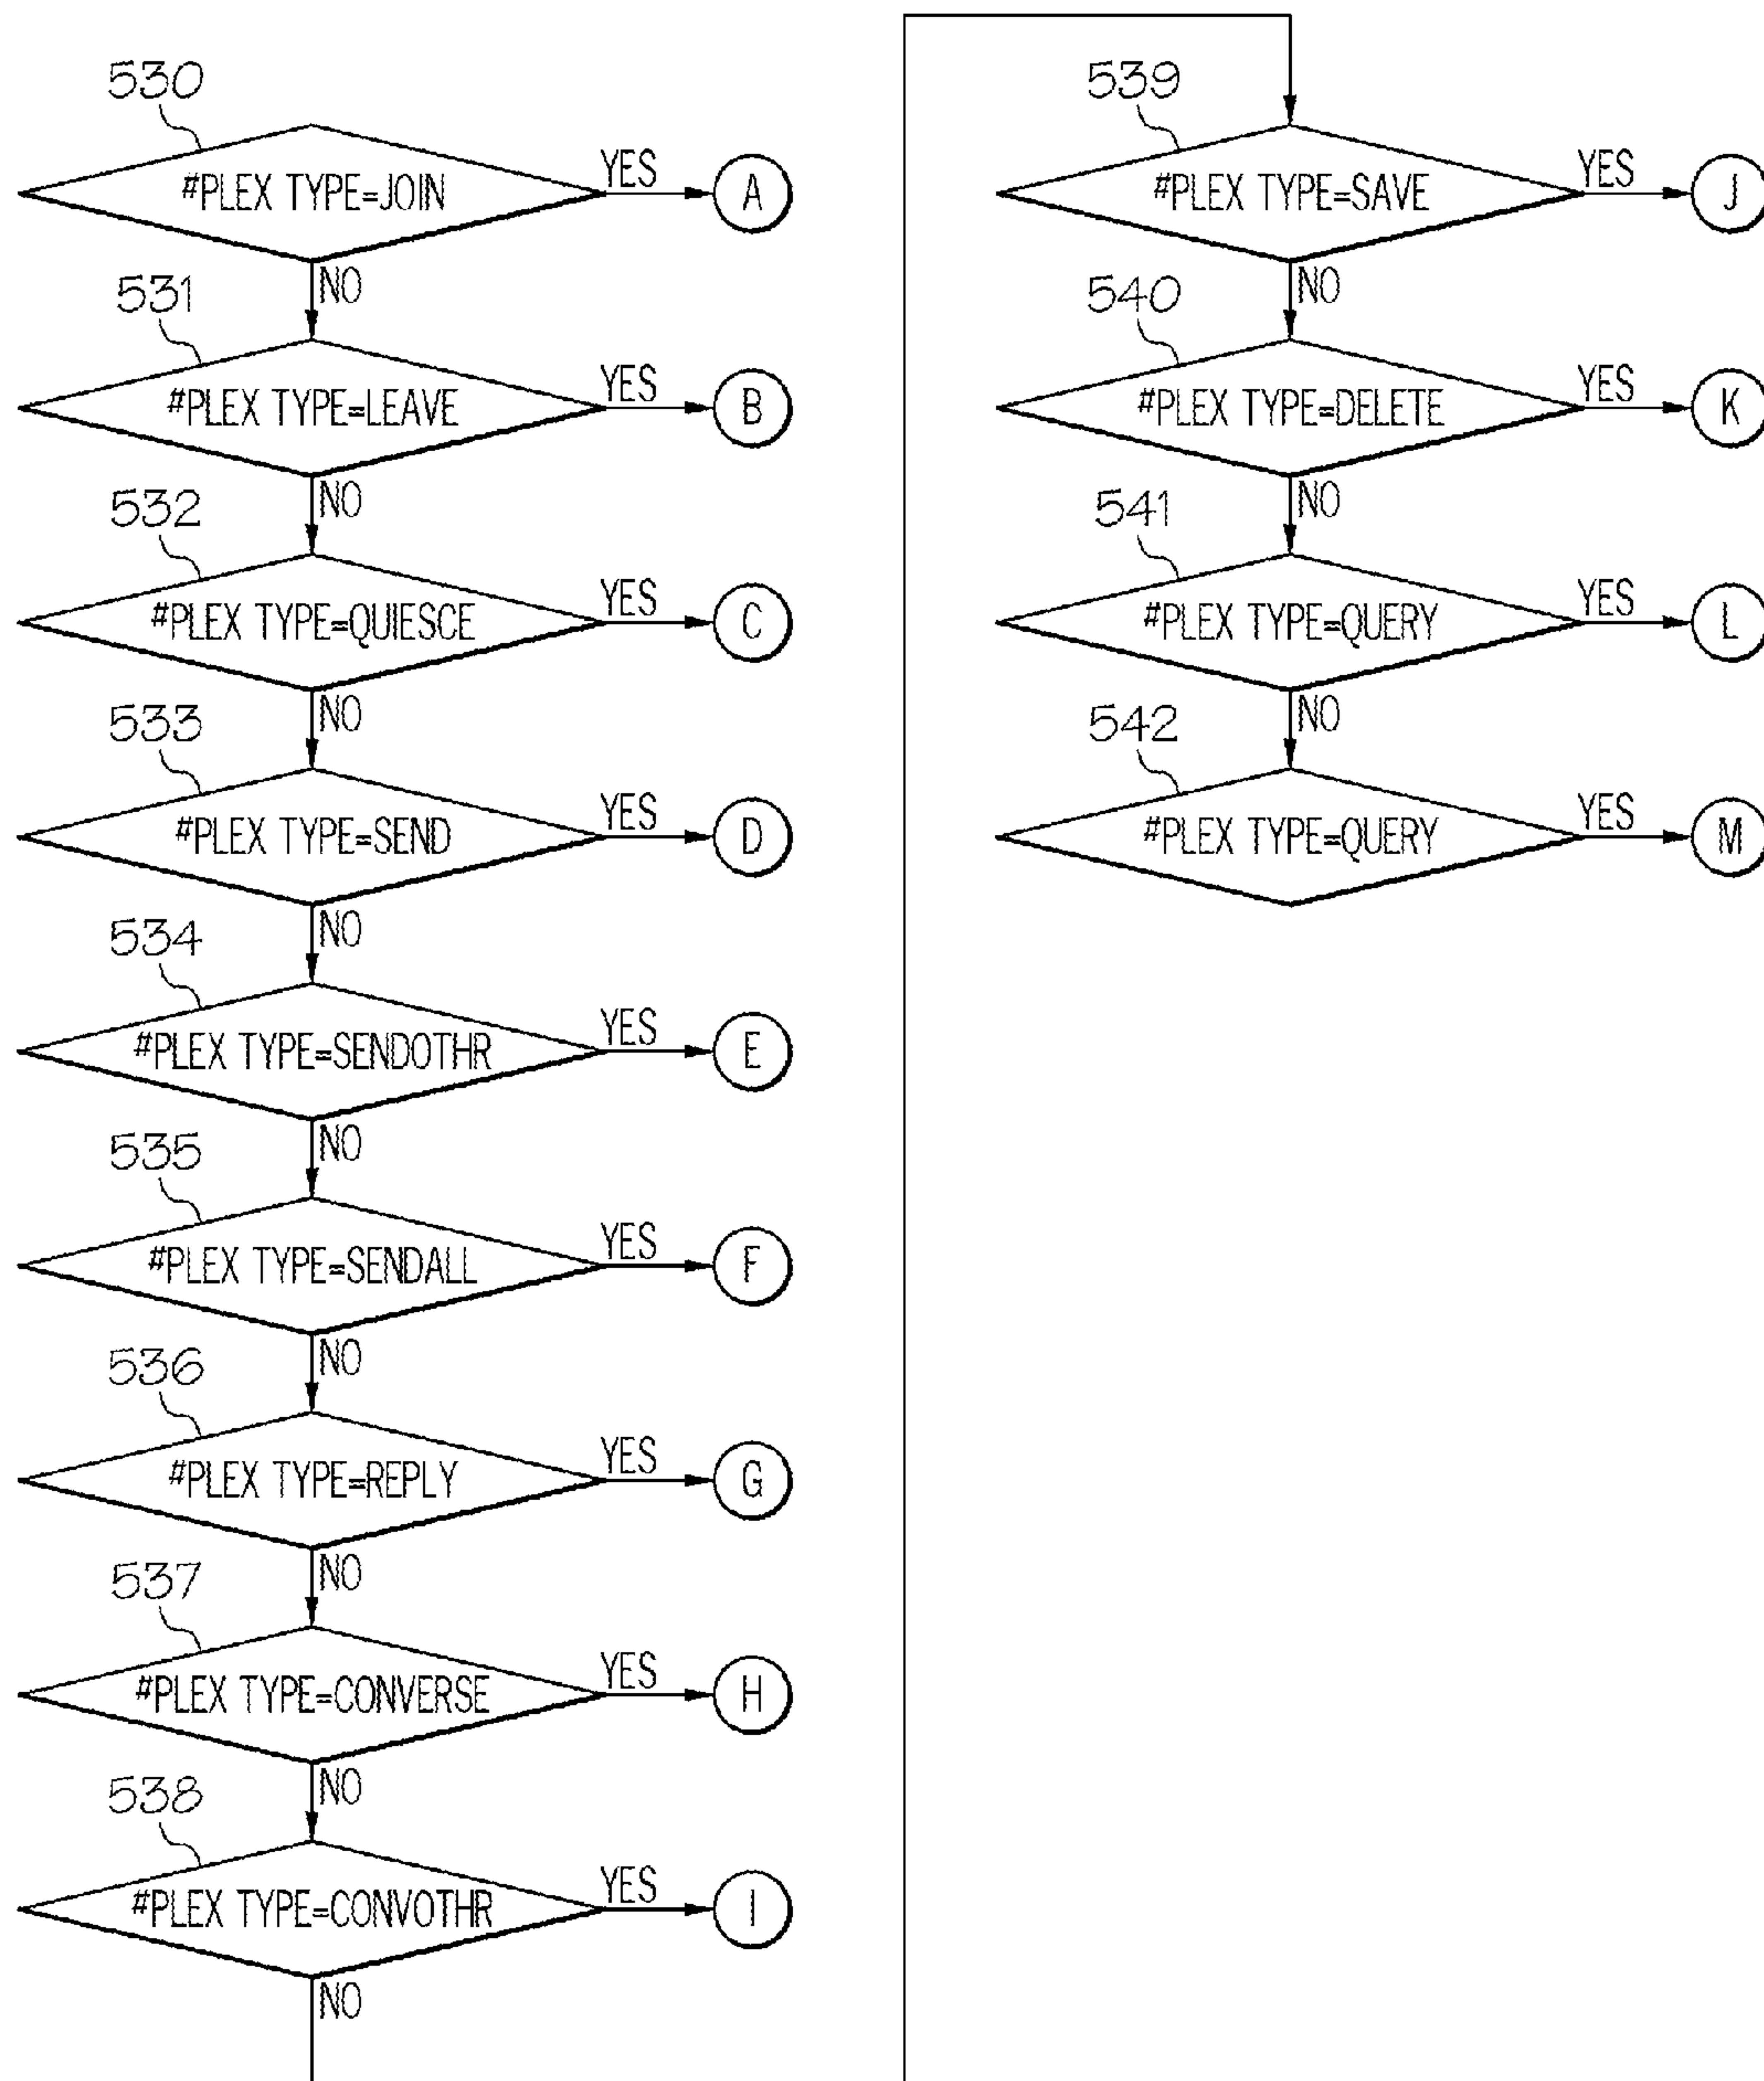 530
#PLEX TYPE=JOIN
YES
A
NO
531
#PLEX TYPE=LEAVE
YES
B
NO
532
#PLEX TYPE=QUIESCE
YES
C
NO
533
#PLEX TYPE=SEND
YES
D
NO
534
#PLEX TYPE=SENDOTHR
YES
E
NO
535
#PLEX TYPE=SENDALL
YES
F
NO
536
#PLEX TYPE=REPLY
YES
G
NO
537
#PLEX TYPE=CONVERSE
YES
H
NO
538
#PLEX TYPE=CONVOTHR
YES
I
NO
539
#PLEX TYPE=SAVE
YES
J
NO
540
#PLEX TYPE=DELETE
YES
K
NO
541
#PLEX TYPE=QUERY
YES
L
NO
542
#PLEX TYPE=QUERY
YES
M